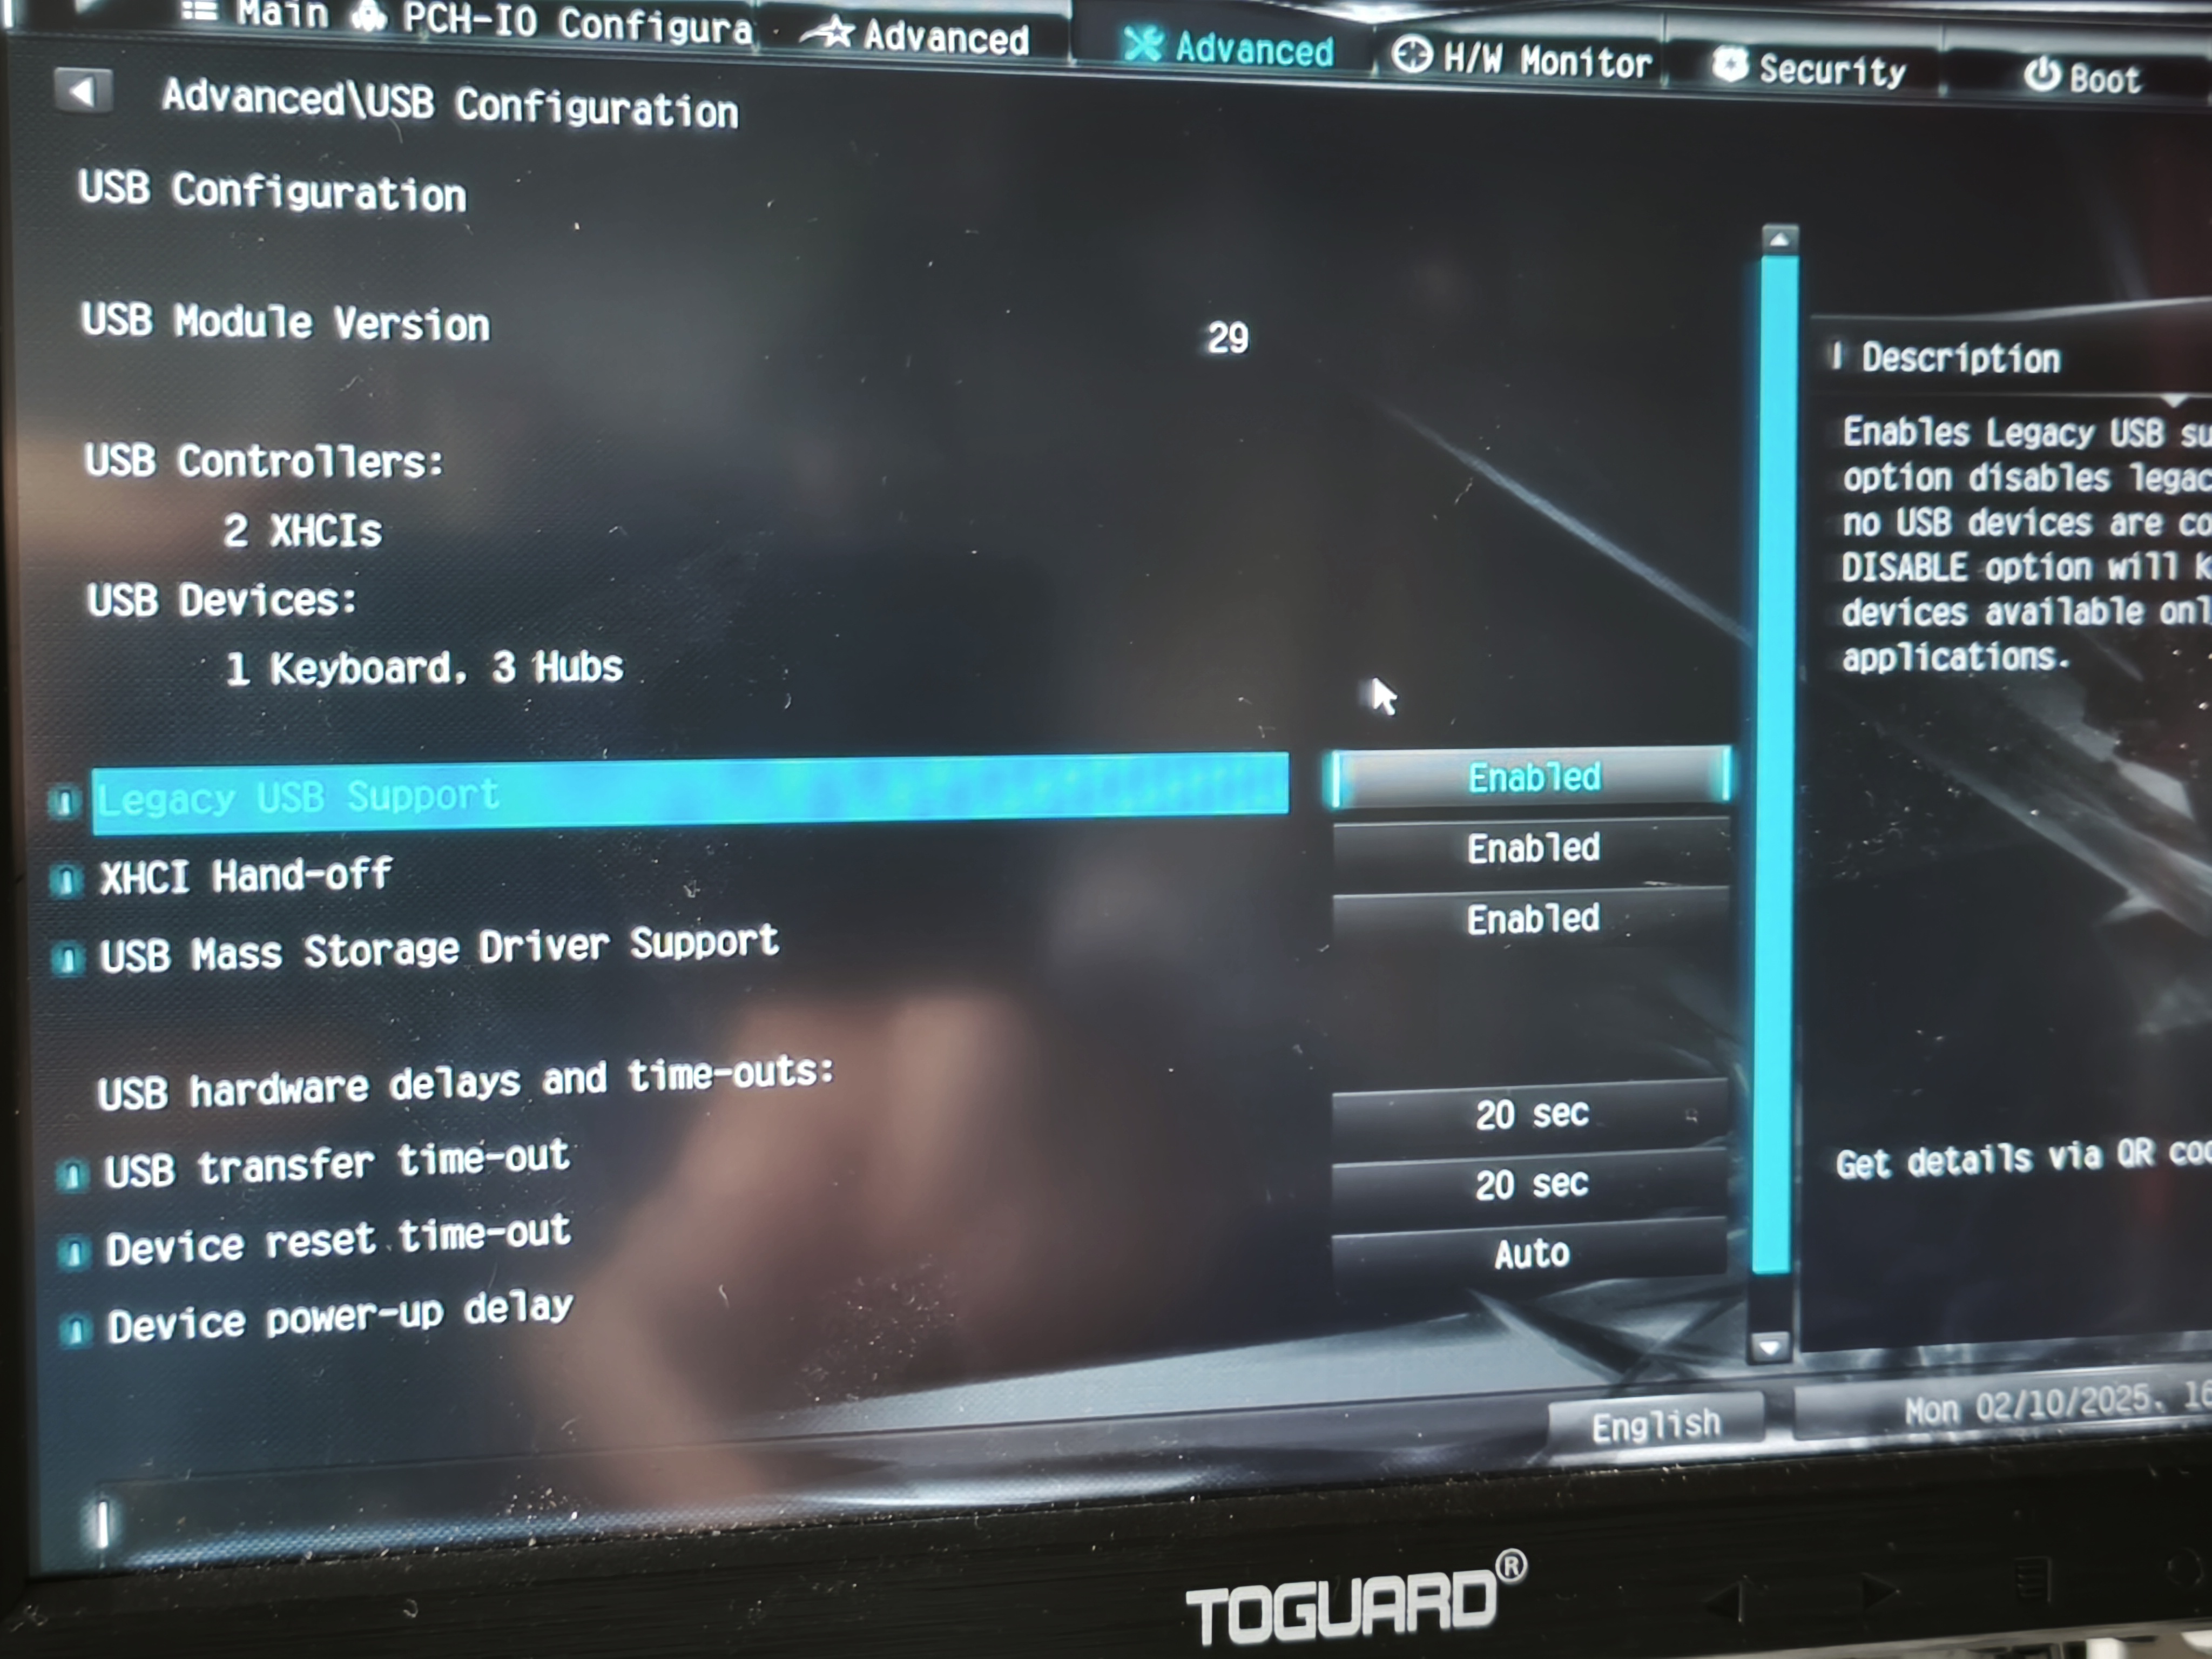 Main
PCH-IO Configura
Advanced
Advanced
H/W Monitor
Security
Boot
Advanced\USB Configuration
USB Configuration
USB Module Version 29
USB Controllers:
2 XHCIs
USB Devices:
1 Keyboard, 3 Hubs
Legacy USB Support Enabled
XHCI Hand-off Enabled
USB Mass Storage Driver Support Enabled
USB hardware delays and time-outs:
USB transfer time-out 20 sec
Device reset time-out 20 sec
Device power-up delay Auto
Description
Enables Legacy USB su
option disables legac
no USB devices are co
DISABLE option will k
devices available onl
applications.
Get details via QR cod
English
Mon 02/10/2025, 16
TOGUARD®